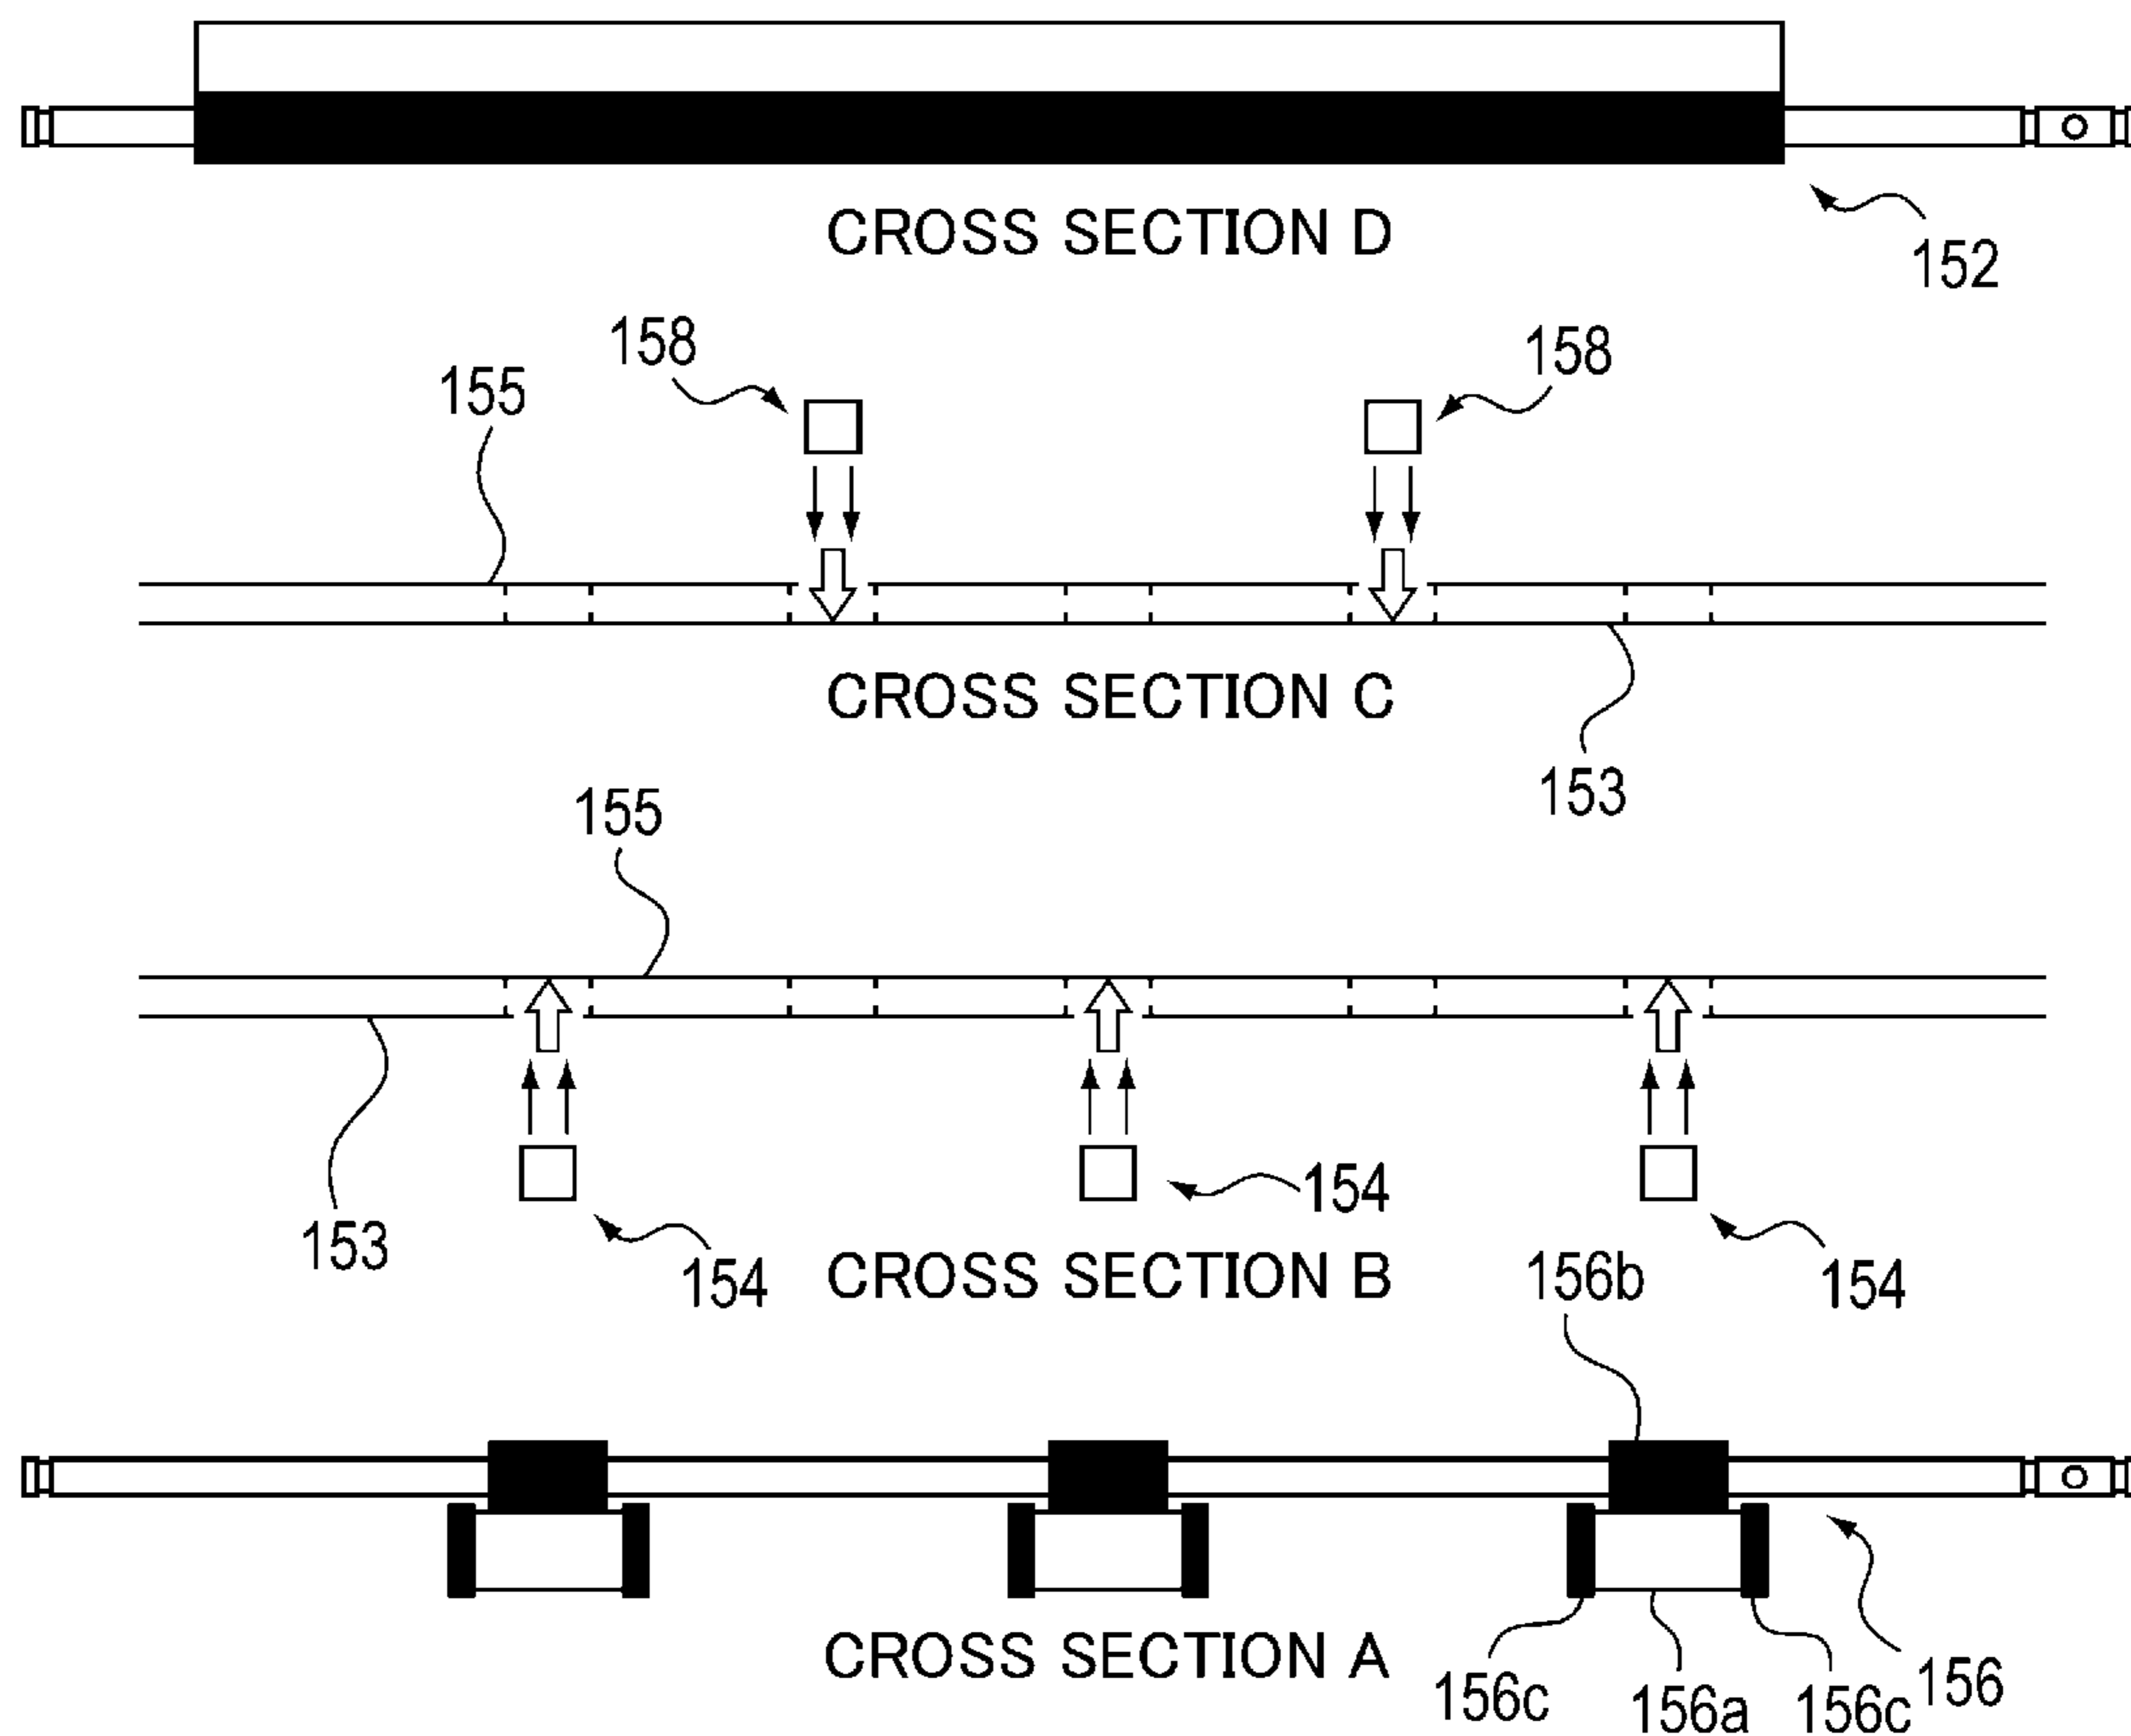 CROSS SECTION D
152
158
158
155
CROSS SECTION C
153
155
154
153
154
CROSS SECTION B
156b
154
CROSS SECTION A
156c
156a
156c
156